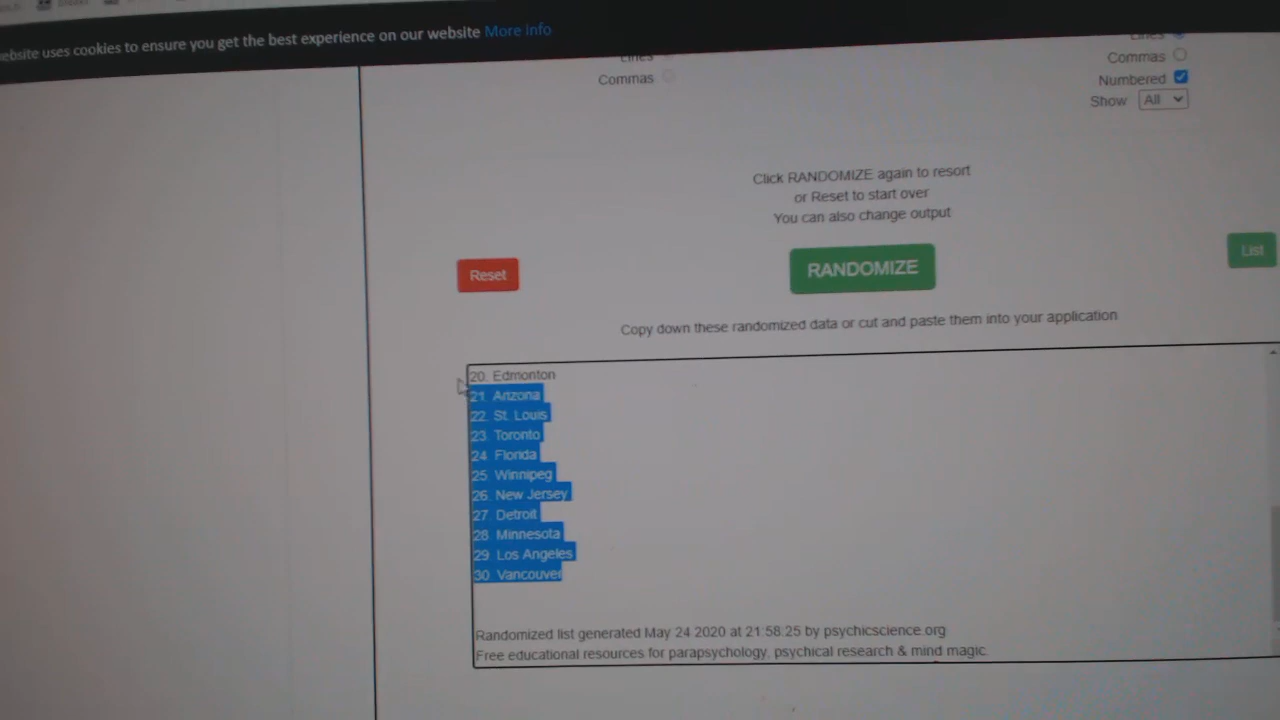 ebsite uses cookies to ensure you get the best experience on our website More info
Lines
Commas
Lines
Commas
Numbered
Show All
Click RANDOMIZE again to resort
or Reset to start over
You can also change output
Reset
RANDOMIZE
List
Copy down these randomized data or cut and paste them into your application
20. Edmonton
21. Arizona
22. St. Louis
23. Toronto
24. Florida
25. Winnipeg
26. New Jersey
27. Detroit
28. Minnesota
29. Los Angeles
30. Vancouver
Randomized list generated May 24 2020 at 21:58:25 by psychicscience.org
Free educational resources for parapsychology, psychical research & mind magic.